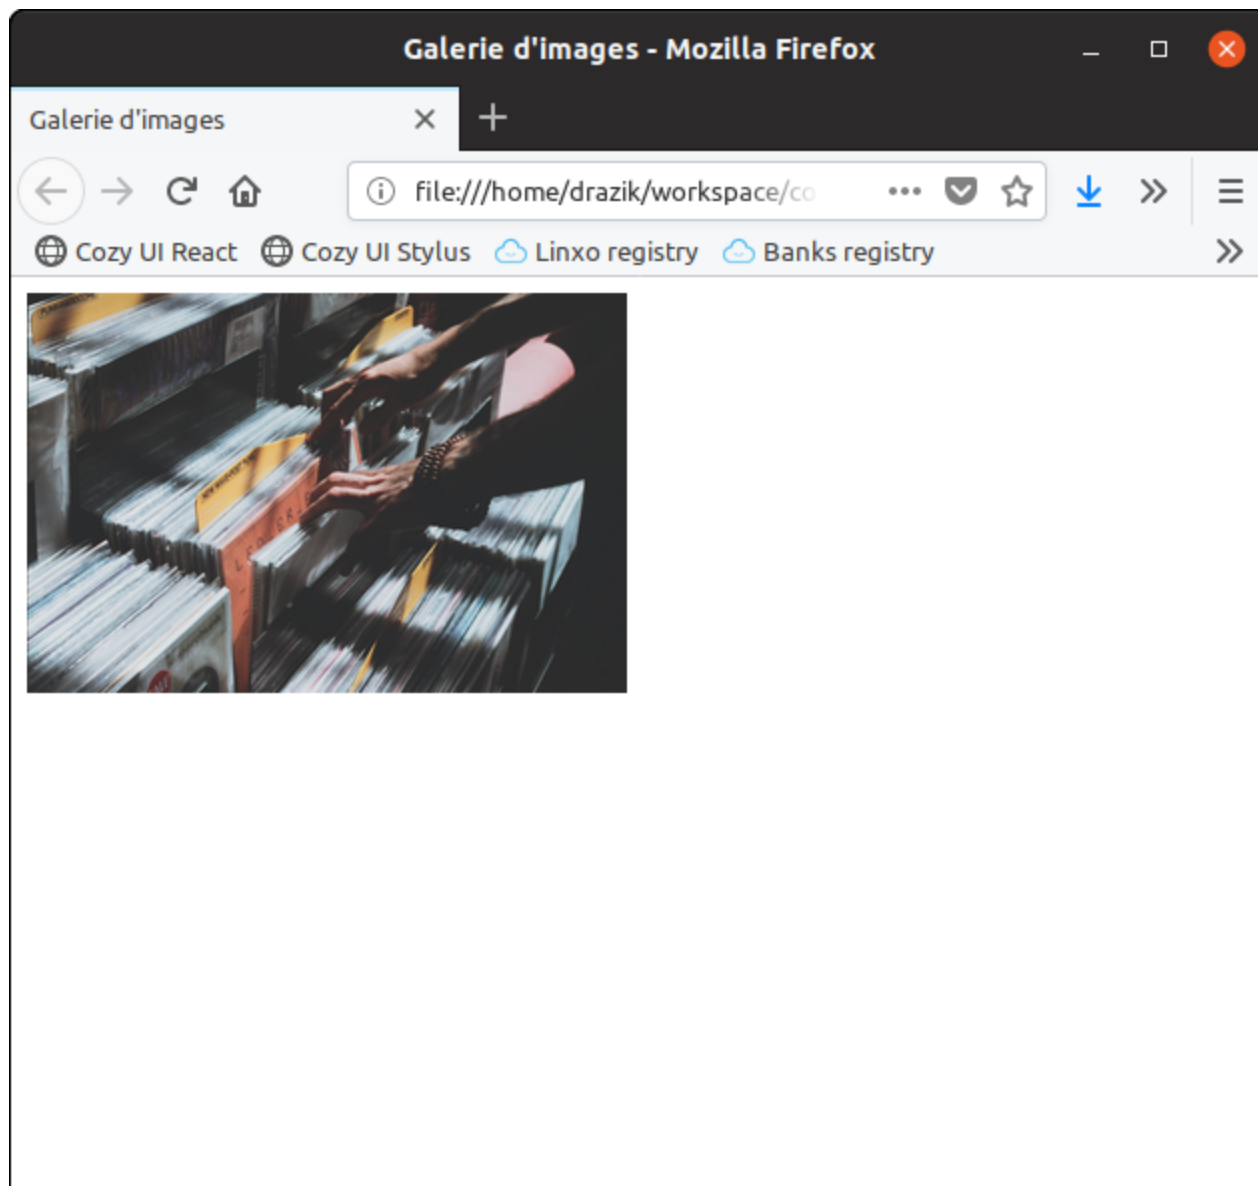 Galerie d'images - Mozilla Firefox
Galerie d'images
file:///home/drazik/workspace/co
Cozy UI React Cozy UI Stylus Linxo registry Banks registry